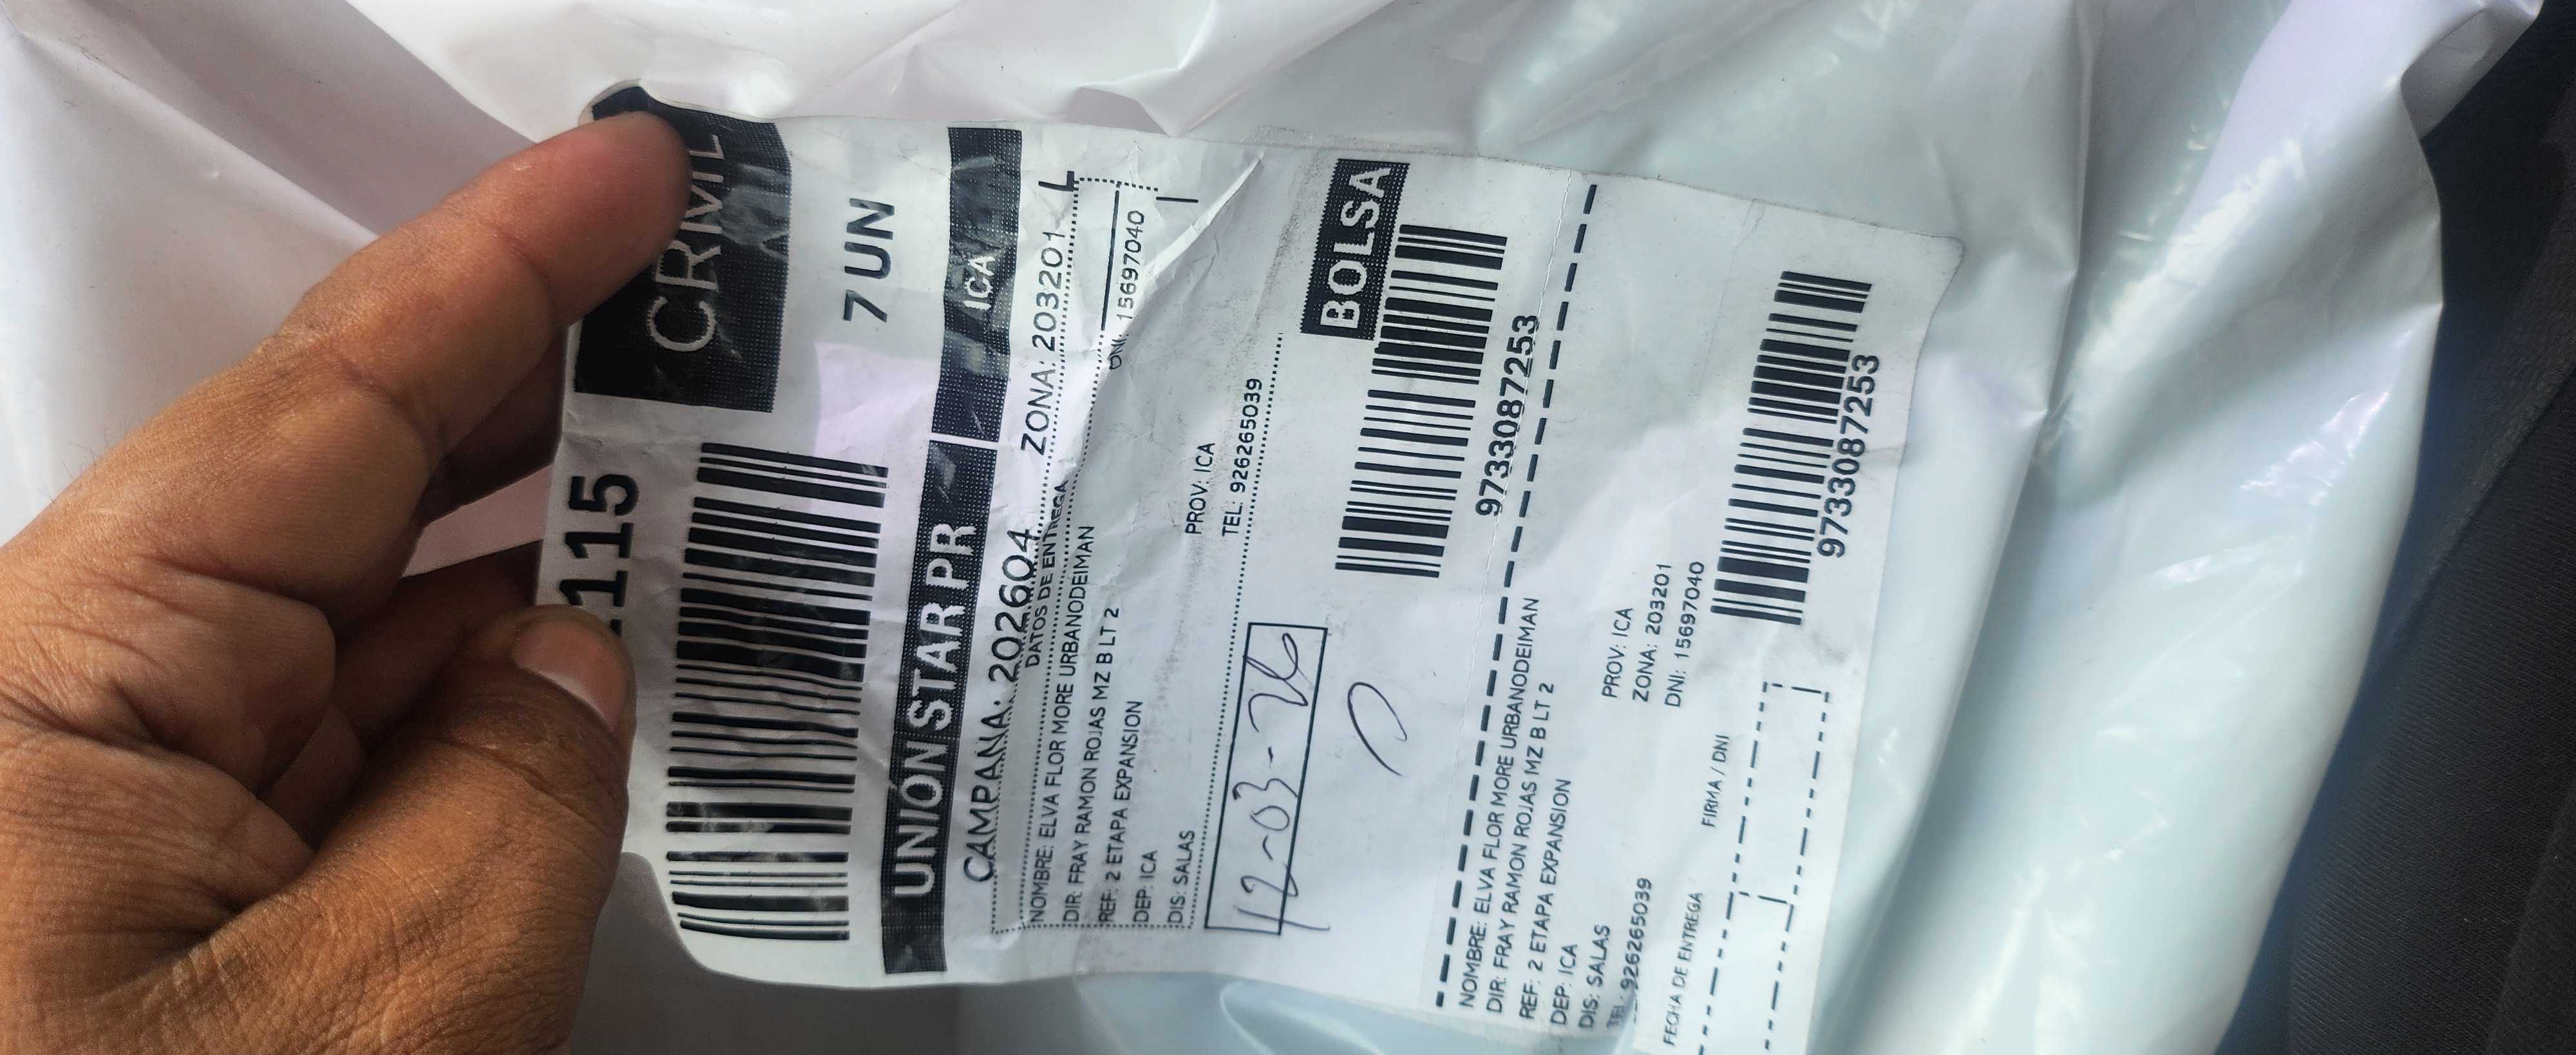 1115
CRML
7 UN
UNIÓN STAR PR
ICA
CAMPAÑA: 202604 ZONA: 203201 L
DATOS DE ENTREGA
NOMBRE: ELVA FLOR MORE URBANODEIMAN
DNI: 15697040
DIR: FRAY RAMON ROJAS MZ B LT 2
REF: 2 ETAPA EXPANSION
DEP: ICA PROV: ICA
DIS: SALAS TEL: 926265039
12-03-26
BOLSA
9733087253
NOMBRE: ELVA FLOR MORE URBANODEIMAN
DIR: FRAY RAMON ROJAS MZ B LT 2
REF: 2 ETAPA EXPANSION
DEP: ICA PROV: ICA
DIS: SALAS ZONA: 203201
TEL: 926265039 DNI: 15697040
FECHA DE ENTREGA FIRMA / DNI
9733087253